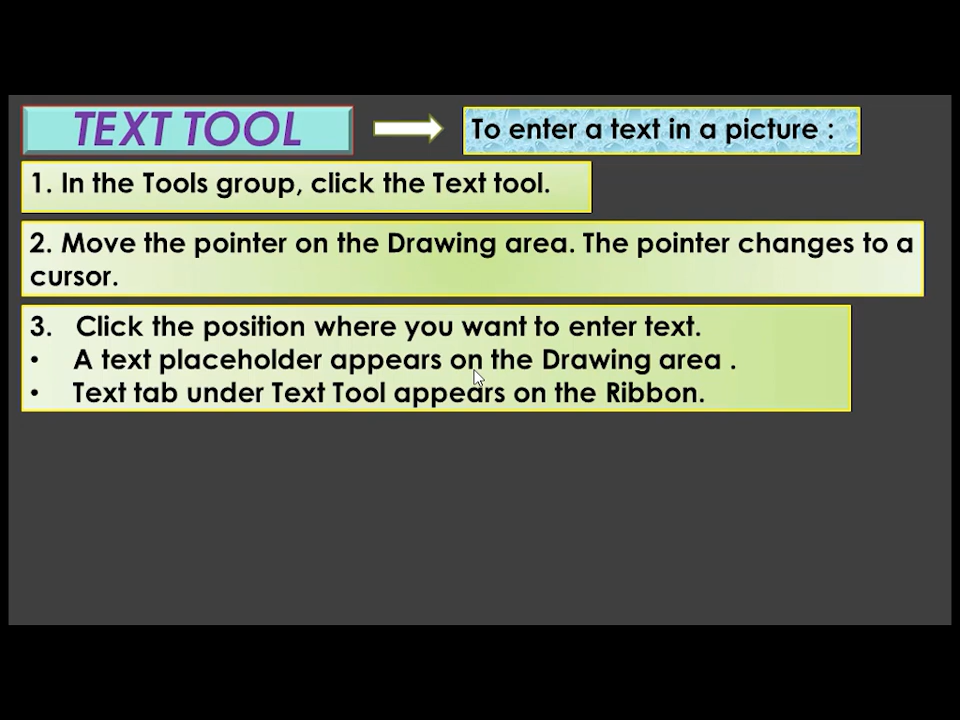 TEXT TOOL
To enter a text in a picture :
1. In the Tools group, click the Text tool.
2. Move the pointer on the Drawing area. The pointer changes to a
cursor.
3. Click the position where you want to enter text.
• A text placeholder appears on the Drawing area .
• Text tab under Text Tool appears on the Ribbon.